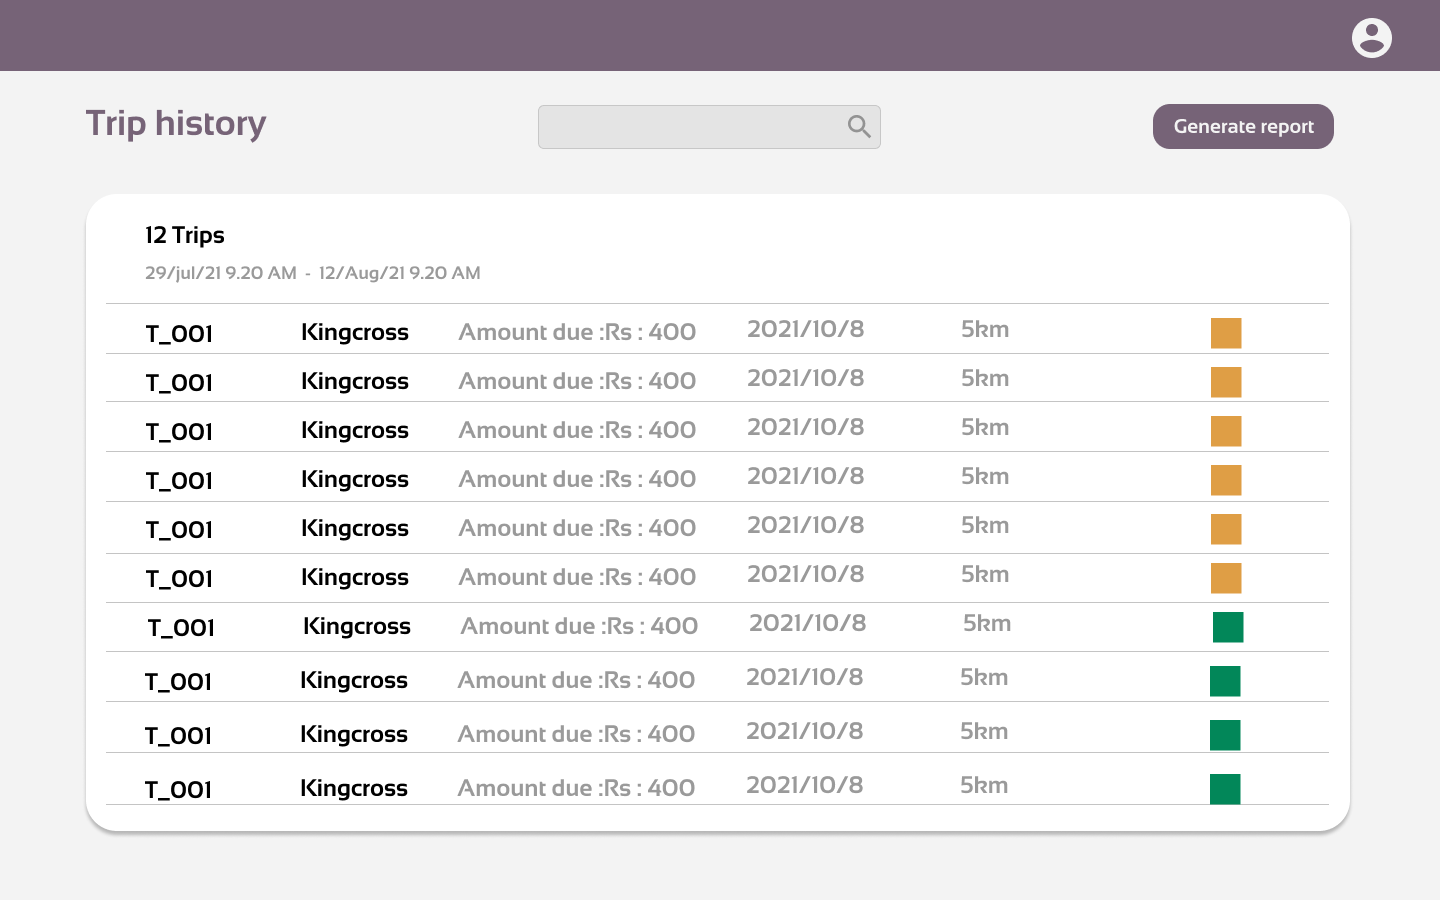 Trip history
Generate report
12 Trips
29/jul/21 9.20 AM - 12/Aug/21 9.20 AM
T_001 Kingcross Amount due :Rs : 400 2021/10/8 5km
T_001 Kingcross Amount due :Rs : 400 2021/10/8 5km
T_001 Kingcross Amount due :Rs : 400 2021/10/8 5km
T_001 Kingcross Amount due :Rs : 400 2021/10/8 5km
T_001 Kingcross Amount due :Rs : 400 2021/10/8 5km
T_001 Kingcross Amount due :Rs : 400 2021/10/8 5km
T_001 Kingcross Amount due :Rs : 400 2021/10/8 5km
T_001 Kingcross Amount due :Rs : 400 2021/10/8 5km
T_001 Kingcross Amount due :Rs : 400 2021/10/8 5km
T_001 Kingcross Amount due :Rs : 400 2021/10/8 5km